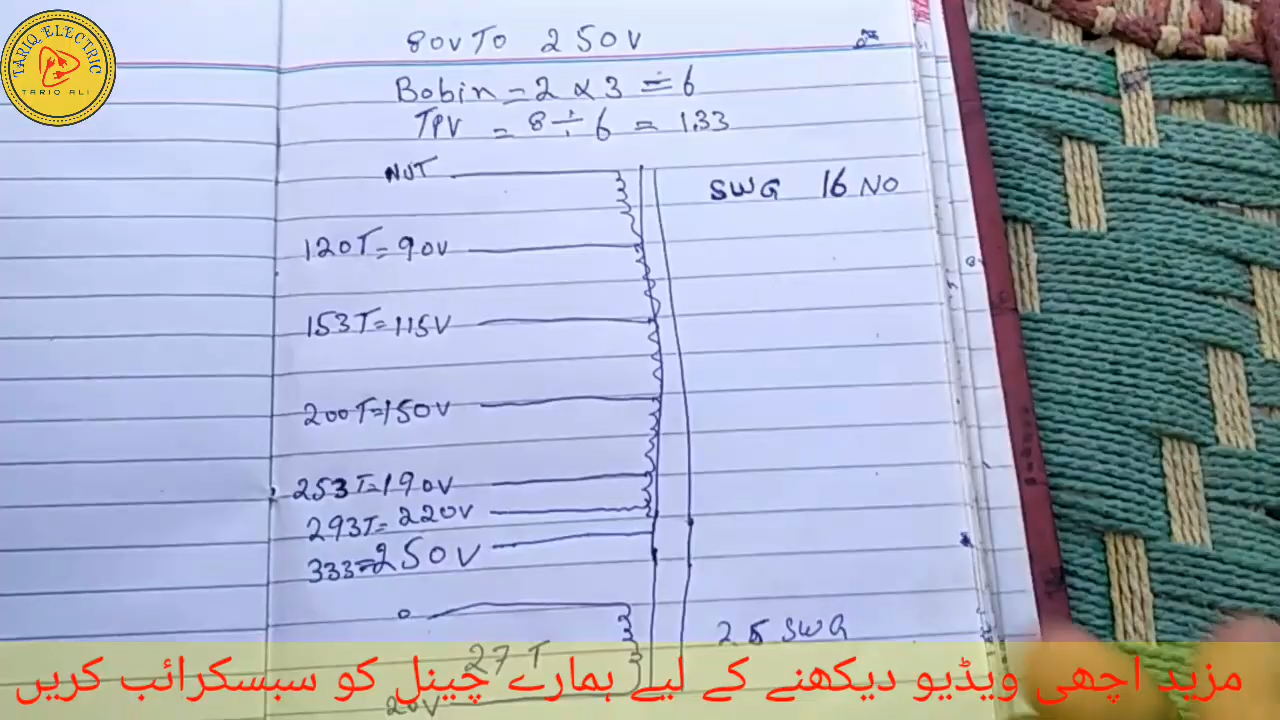 TARIQ ELECTRIC
TARIQ ALI
80V TO 250V
Bobin = 2 x 3 = 6
TPV = 8 ÷ 6 = 1.33
NUT
SWG 16 NO
120T = 90V
153T = 115V
200T = 150V
253T = 190V
293T = 220V
333 = 250V
0
27 T
SWG
20V
مزید اچھی ویڈیو دیکھنے کے لیے ہمارے چینل کو سبسکرائب کریں